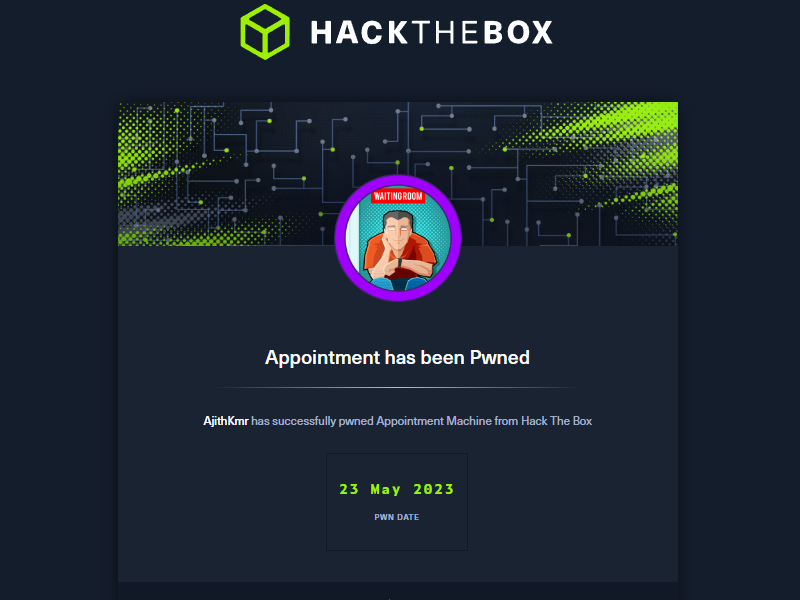 HACKTHEBOX
WAITING ROOM
Appointment has been Pwned
AjithKmr has successfully pwned Appointment Machine from Hack The Box
23 May 2023
PWN DATE